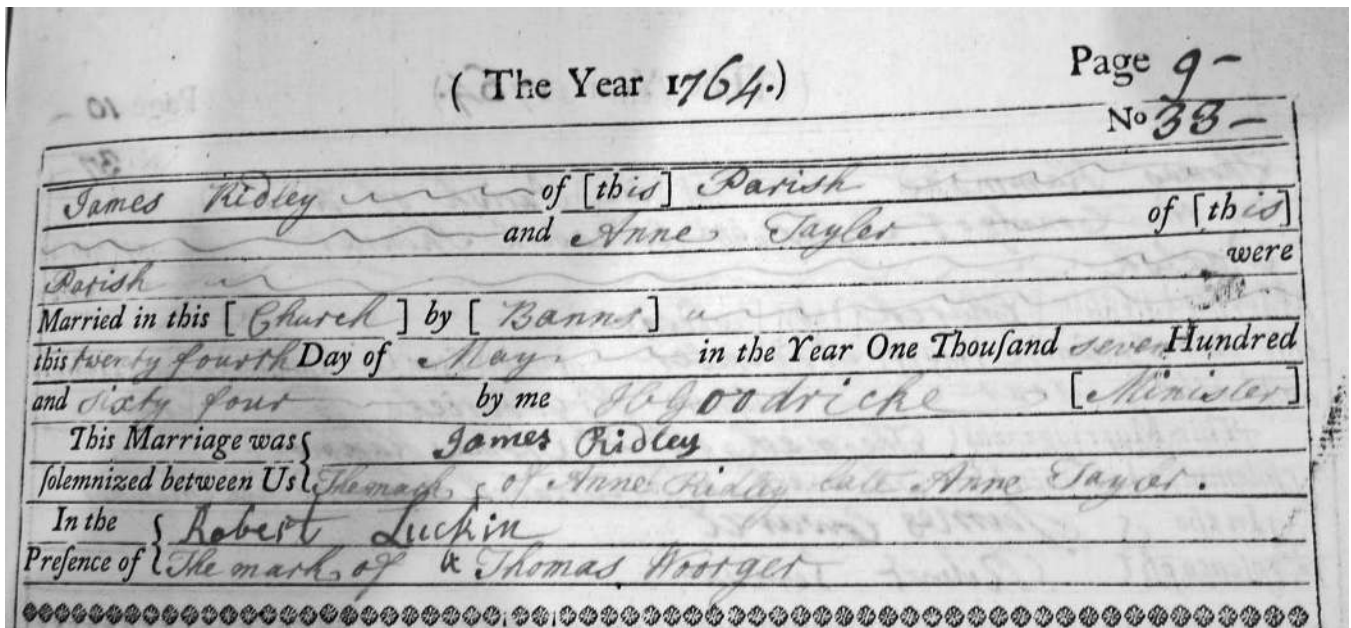 (The Year 1764.)
Page 9 -
No 33 -
James Ridley of [this] Parish
and Anne Tayler of [this]
Parish were
Married in this [Church] by [Banns]
this twenty fourth Day of May in the Year One Thouſand seven Hundred
and sixty four by me Goodricke [Minister]
This Marriage was James Ridley
ſolemnized between Us The mark of Anne Ridley late Anne Tayler.
In the Robert Luckin
Preſence of The mark of Thomas Woorger